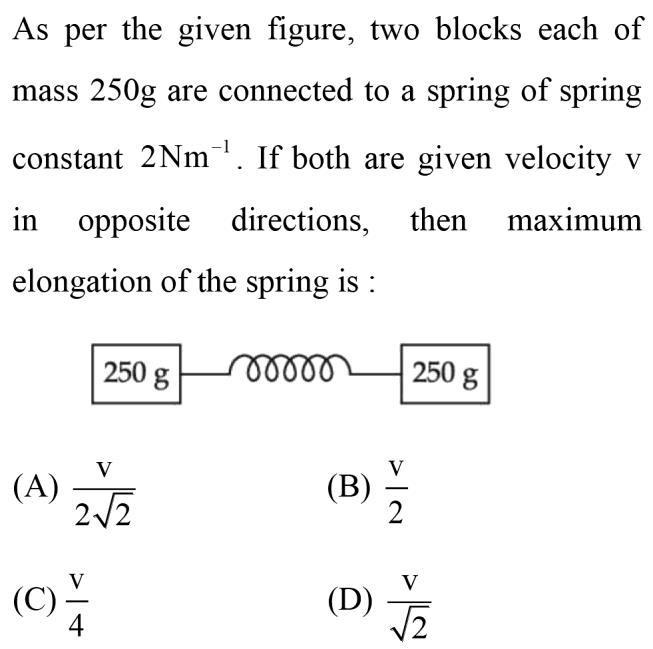 As per the given figure, two blocks each of
mass 250g are connected to a spring of spring
constant 2Nm⁻¹. If both are given velocity v
in opposite directions, then maximum
elongation of the spring is :
250 g 250 g
(A) v/2√2 (B) v/2
(C) v/4 (D) v/√2